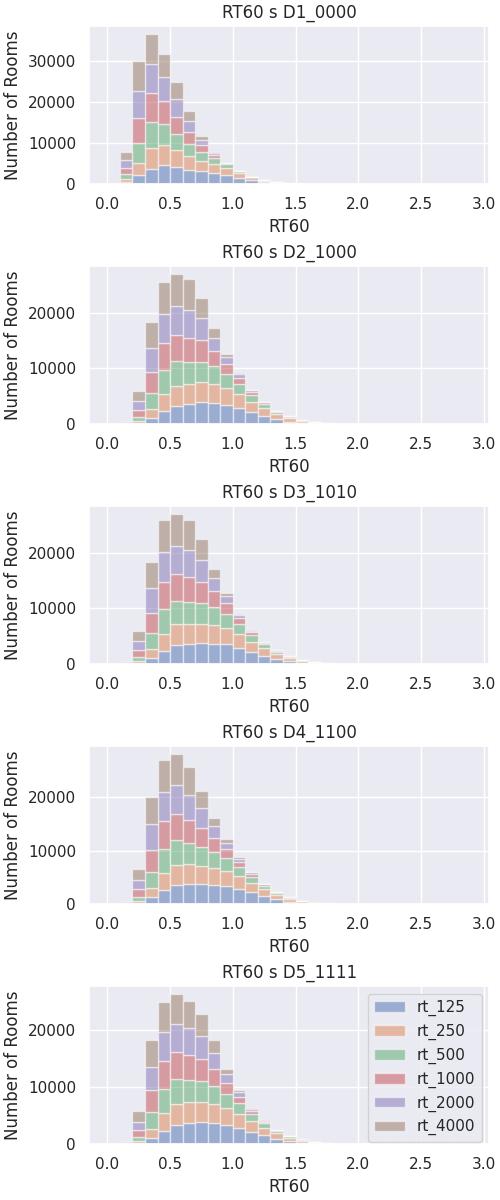 RT60 s D1_0000
Number of Rooms
30000
20000
10000
0
0.0 0.5 1.0 1.5 2.0 2.5 3.0
RT60
RT60 s D2_1000
Number of Rooms
20000
10000
0
0.0 0.5 1.0 1.5 2.0 2.5 3.0
RT60
RT60 s D3_1010
Number of Rooms
20000
10000
0
0.0 0.5 1.0 1.5 2.0 2.5 3.0
RT60
RT60 s D4_1100
Number of Rooms
20000
10000
0
0.0 0.5 1.0 1.5 2.0 2.5 3.0
RT60
RT60 s D5_1111
Number of Rooms
20000
10000
0
rt_125
rt_250
rt_500
rt_1000
rt_2000
rt_4000
0.0 0.5 1.0 1.5 2.0 2.5 3.0
RT60